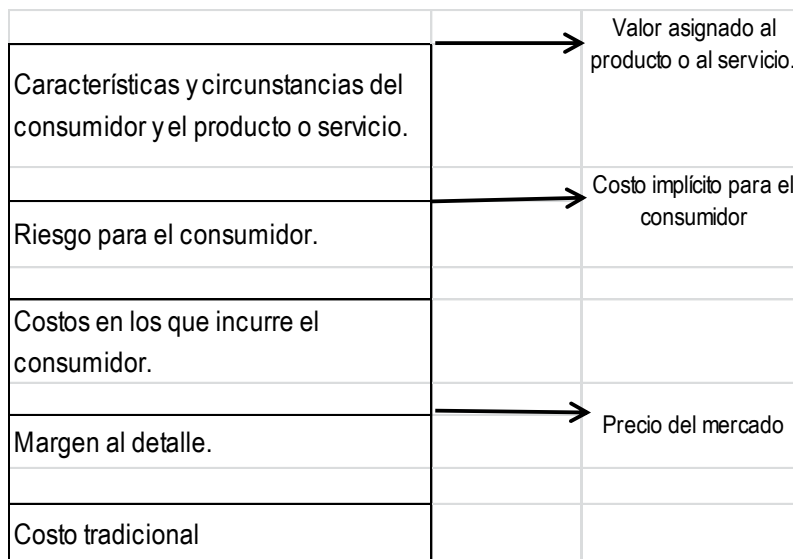 Valor asignado al
producto o al servicio.
Características y circunstancias del
consumidor y el producto o servicio.
Costo implícito para el
consumidor
Riesgo para el consumidor.
Costos en los que incurre el
consumidor.
Precio del mercado
Margen al detalle.
Costo tradicional